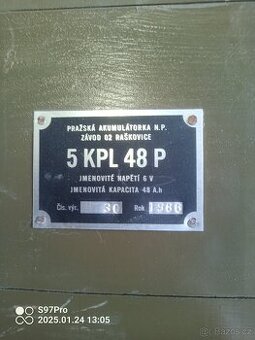 PRAŽSKÁ AKUMULÁTORKA N.P.
ZÁVOD 02 RAŠKOVICE
5 KPL 48 P
JMENOVITÉ NAPĚTÍ 6 V
JMENOVITÁ KAPACITA 48 A.h
Čís. výr. 30 Rok 1986
S97Pro
2025.01.24 13:05